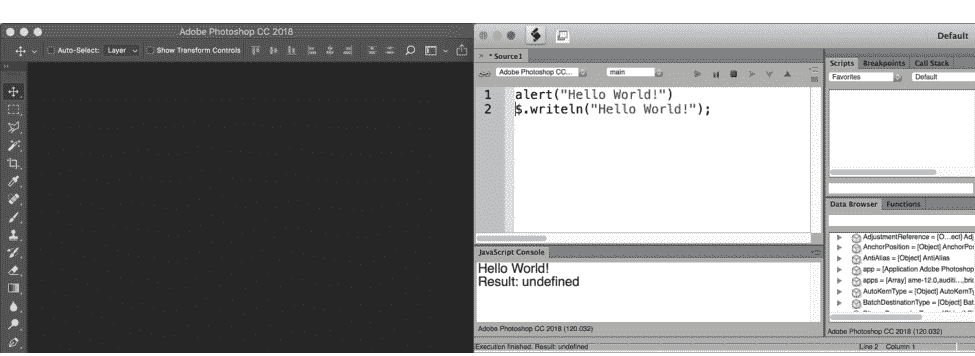 Adobe Photoshop CC 2018
Auto-Select: Layer Show Transform Controls
Default
* Source1
Adobe Photoshop CC... main
1 alert("Hello World!")
2 $.writeln("Hello World!");
JavaScript Console
Hello World!
Result: undefined
Adobe Photoshop CC 2018 (120.032)
Execution finished. Result: undefined
Scripts Breakpoints Call Stack
Favorites Default
Data Browser Functions
AdjustmentReference = [O...ect] Adj
AnchorPosition = [Object] AnchorPos
AntiAlias = [Object] AntiAlias
app = [Application Adobe Photoshop
apps = [Array] ame-12.0,auditi...,brid
AutoKernType = [Object] AutoKernTy
BatchDestinationType = [Object] Bat
Adobe Photoshop CC 2018 (120.032)
Line 2 Column 1